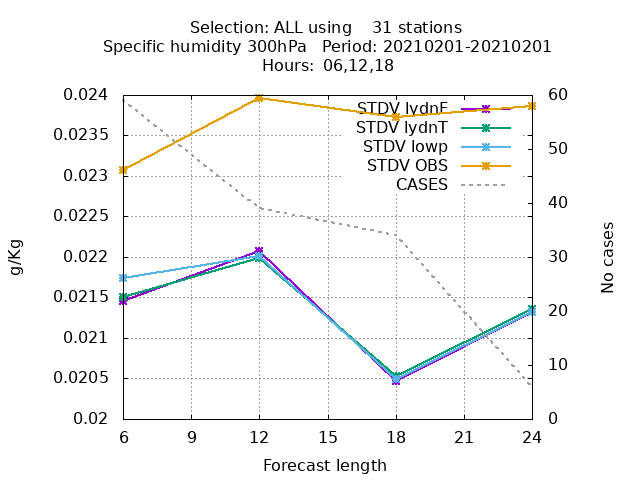 Selection: ALL using 31 stations
Specific humidity 300hPa Period: 20210201-20210201
Hours: 06,12,18
STDV lydnF
STDV lydnT
STDV lowp
STDV OBS
CASES
g/Kg
0.024
0.0235
0.023
0.0225
0.022
0.0215
0.021
0.0205
0.02
60
50
40
30
20
10
0
No cases
6 9 12 15 18 21 24
Forecast length